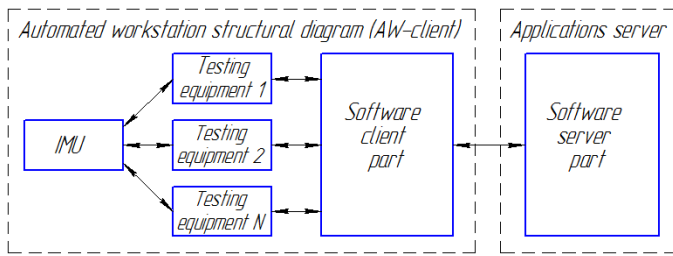 Automated workstation structural diagram (AW-client)
Applications server
Testing
equipment 1
IMU
Testing
equipment 2
Testing
equipment N
Software
client
part
Software
server
part